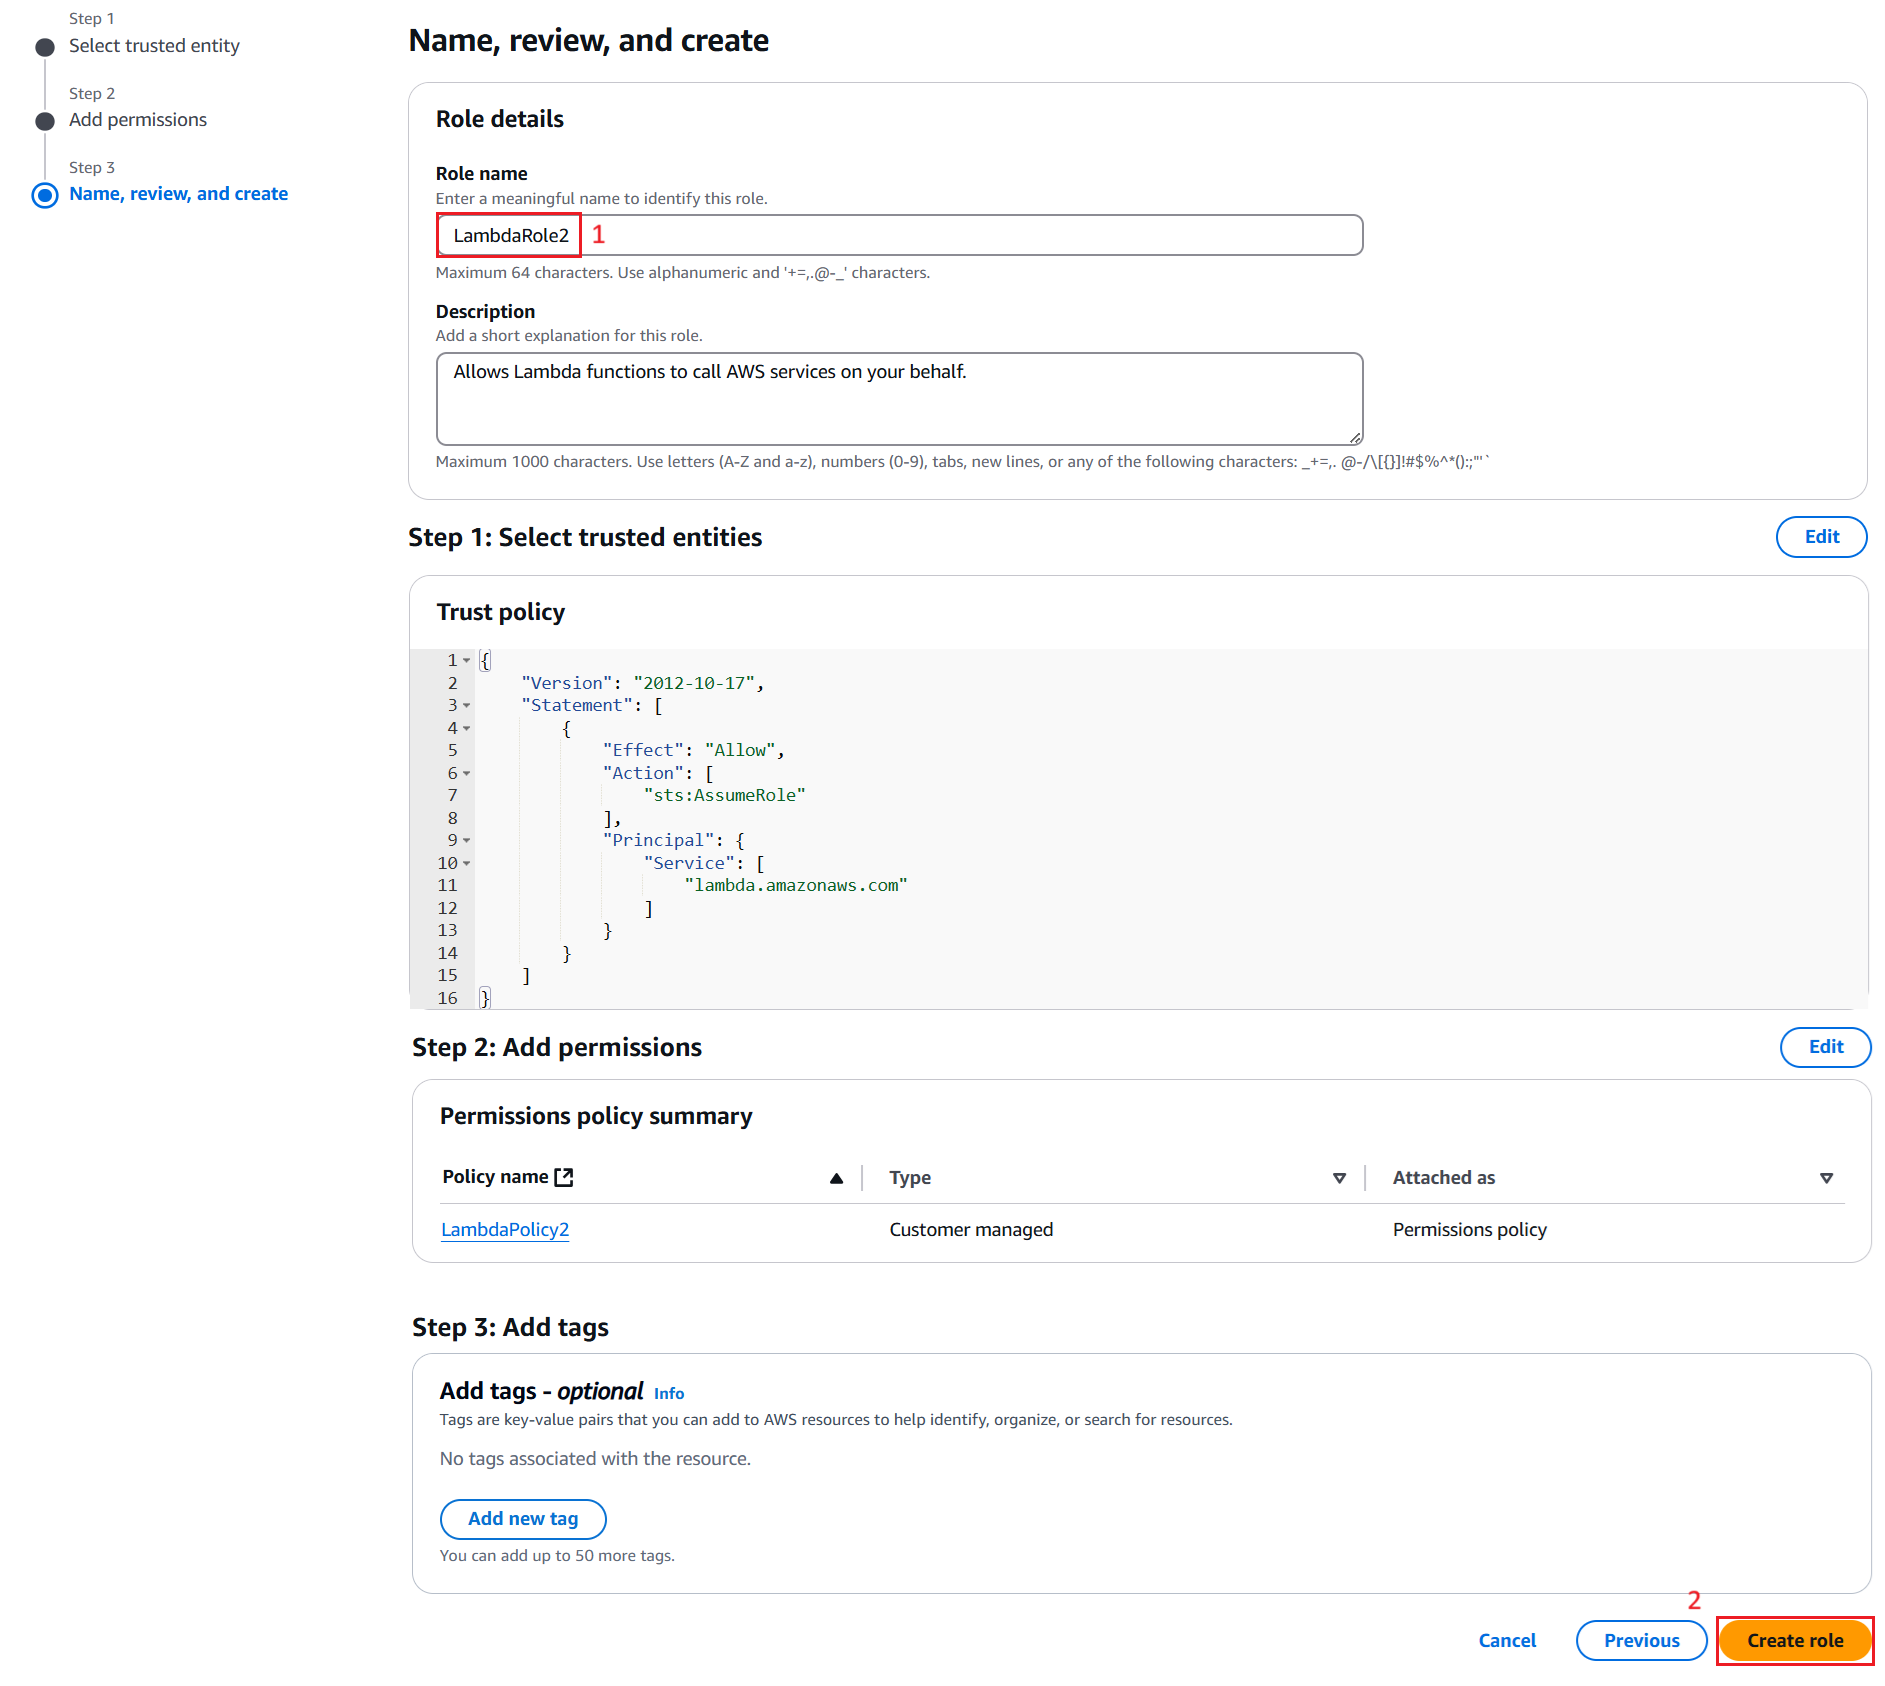 Step 1
Select trusted entity
Step 2
Add permissions
Step 3
Name, review, and create
Name, review, and create
Role details
Role name
Enter a meaningful name to identify this role.
LambdaRole2 1
Maximum 64 characters. Use alphanumeric and '+=,.@-_' characters.
Description
Add a short explanation for this role.
Allows Lambda functions to call AWS services on your behalf.
Maximum 1000 characters. Use letters (A-Z and a-z), numbers (0-9), tabs, new lines, or any of the following characters: _+=,. @-/\[{}]!#$%^*():;"'`
Step 1: Select trusted entities Edit
Trust policy
1 {
2     "Version": "2012-10-17",
3     "Statement": [
4         {
5             "Effect": "Allow",
6             "Action": [
7                 "sts:AssumeRole"
8             ],
9             "Principal": {
10                 "Service": [
11                     "lambda.amazonaws.com"
12                 ]
13             }
14         }
15     ]
16 }
Step 2: Add permissions Edit
Permissions policy summary
Policy name Type Attached as
LambdaPolicy2 Customer managed Permissions policy
Step 3: Add tags
Add tags - optional Info
Tags are key-value pairs that you can add to AWS resources to help identify, organize, or search for resources.
No tags associated with the resource.
Add new tag
You can add up to 50 more tags.
2
Cancel Previous Create role